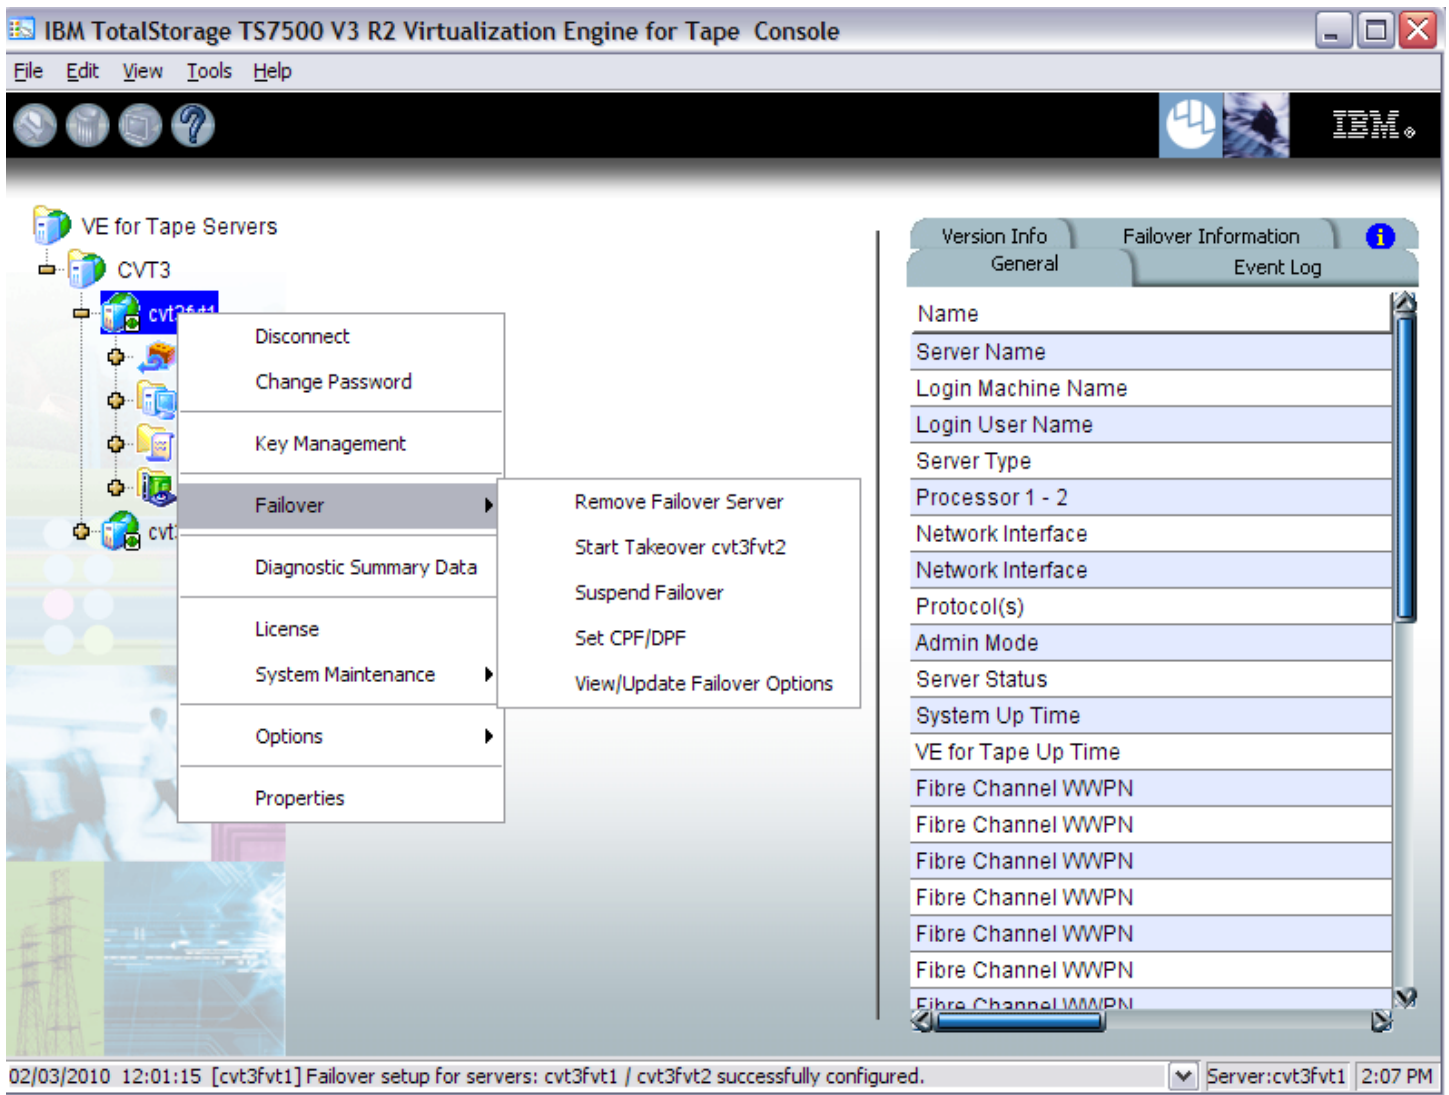 IBM TotalStorage TS7500 V3 R2 Virtualization Engine for Tape Console
File Edit View Tools Help
IBM
VE for Tape Servers
CVT3
cvt3fvt1
Disconnect
Change Password
Key Management
Failover
Diagnostic Summary Data
License
System Maintenance
Options
Properties
Remove Failover Server
Start Takeover cvt3fvt2
Suspend Failover
Set CPF/DPF
View/Update Failover Options
Version Info Failover Information
General Event Log
Name
Server Name
Login Machine Name
Login User Name
Server Type
Processor 1 - 2
Network Interface
Network Interface
Protocol(s)
Admin Mode
Server Status
System Up Time
VE for Tape Up Time
Fibre Channel WWPN
Fibre Channel WWPN
Fibre Channel WWPN
Fibre Channel WWPN
Fibre Channel WWPN
Fibre Channel WWPN
Fibre Channel WWPN
02/03/2010 12:01:15 [cvt3fvt1] Failover setup for servers: cvt3fvt1 / cvt3fvt2 successfully configured.
Server:cvt3fvt1 2:07 PM